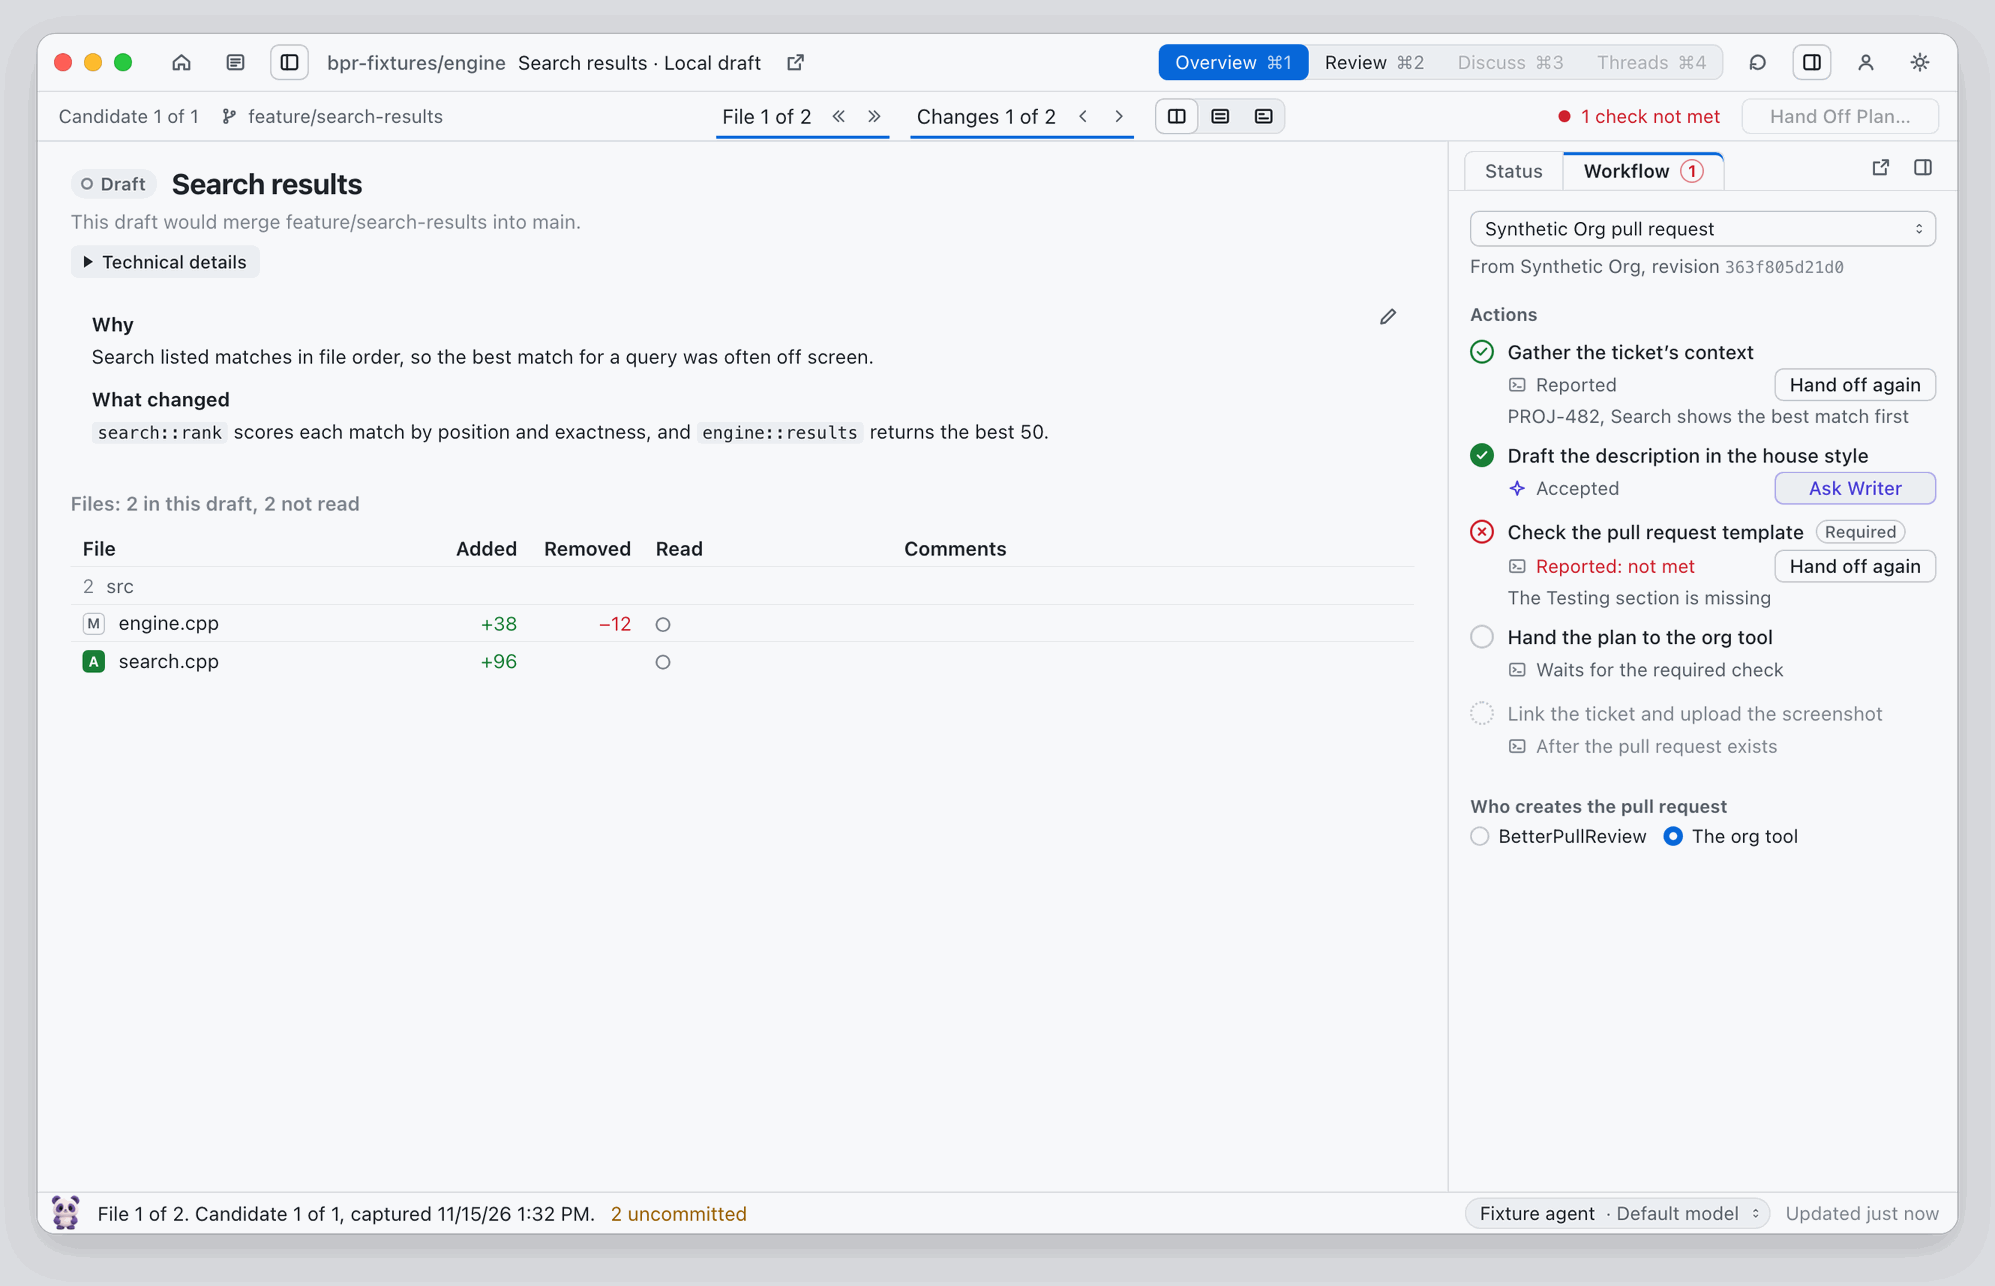 bpr-fixtures/engine Search results · Local draft
Overview ⌘1 Review ⌘2 Discuss ⌘3 Threads ⌘4
Candidate 1 of 1 feature/search-results
File 1 of 2 Changes 1 of 2
1 check not met Hand Off Plan...
Draft Search results
This draft would merge feature/search-results into main.
Technical details
Why
Search listed matches in file order, so the best match for a query was often off screen.
What changed
search::rank scores each match by position and exactness, and engine::results returns the best 50.
Files: 2 in this draft, 2 not read
File Added Removed Read Comments
2 src
M engine.cpp +38 −12
A search.cpp +96
Status Workflow 1
Synthetic Org pull request
From Synthetic Org, revision 363f805d21d0
Actions
Gather the ticket’s context
Reported Hand off again
PROJ-482, Search shows the best match first
Draft the description in the house style
Accepted Ask Writer
Check the pull request template Required
Reported: not met Hand off again
The Testing section is missing
Hand the plan to the org tool
Waits for the required check
Link the ticket and upload the screenshot
After the pull request exists
Who creates the pull request
BetterPullReview The org tool
File 1 of 2. Candidate 1 of 1, captured 11/15/26 1:32 PM. 2 uncommitted
Fixture agent · Default model Updated just now